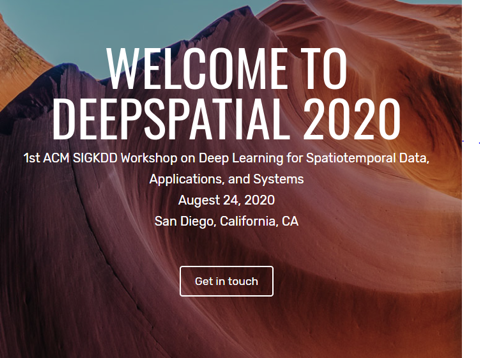 WELCOME TO
DEEPSPATIAL 2020
1st ACM SIGKDD Workshop on Deep Learning for Spatiotemporal Data,
Applications, and Systems
Augest 24, 2020
San Diego, California, CA
Get in touch